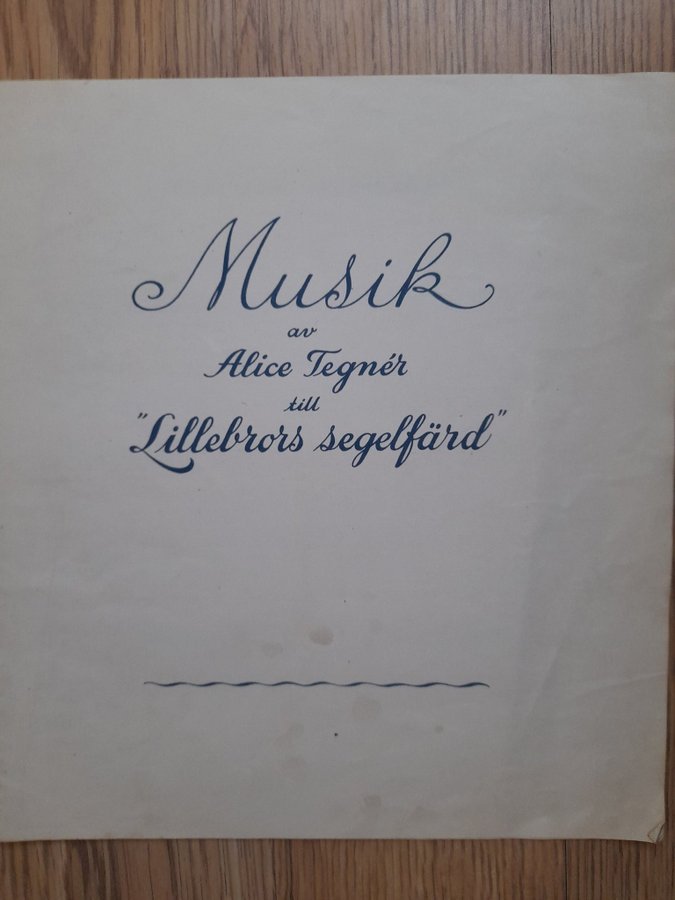 Musik
av
Alice Tegnér
till
"Lillebrors segelfärd"